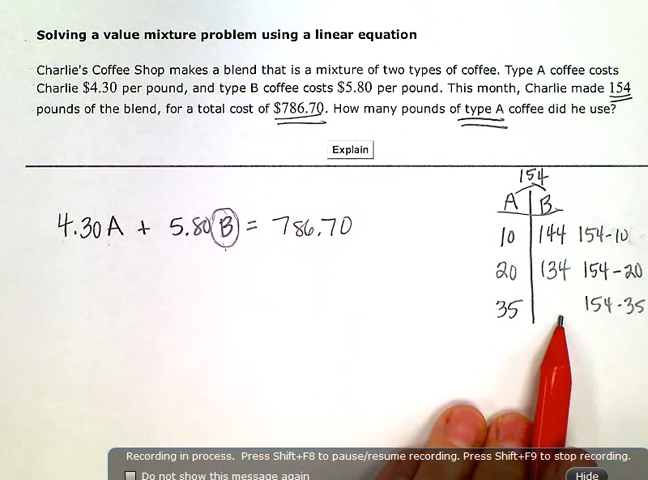 Solving a value mixture problem using a linear equation
Charlie's Coffee Shop makes a blend that is a mixture of two types of coffee. Type A coffee costs
Charlie $4.30 per pound, and type B coffee costs $5.80 per pound. This month, Charlie made 154
pounds of the blend, for a total cost of $786.70. How many pounds of type A coffee did he use?
Explain
154
A B
4.30A + 5.80B = 786.70
10 144 154-10
20 134 154-20
35 154-35
Recording in process. Press Shift+F8 to pause/resume recording. Press Shift+F9 to stop recording.
Do not show this message again
Hide